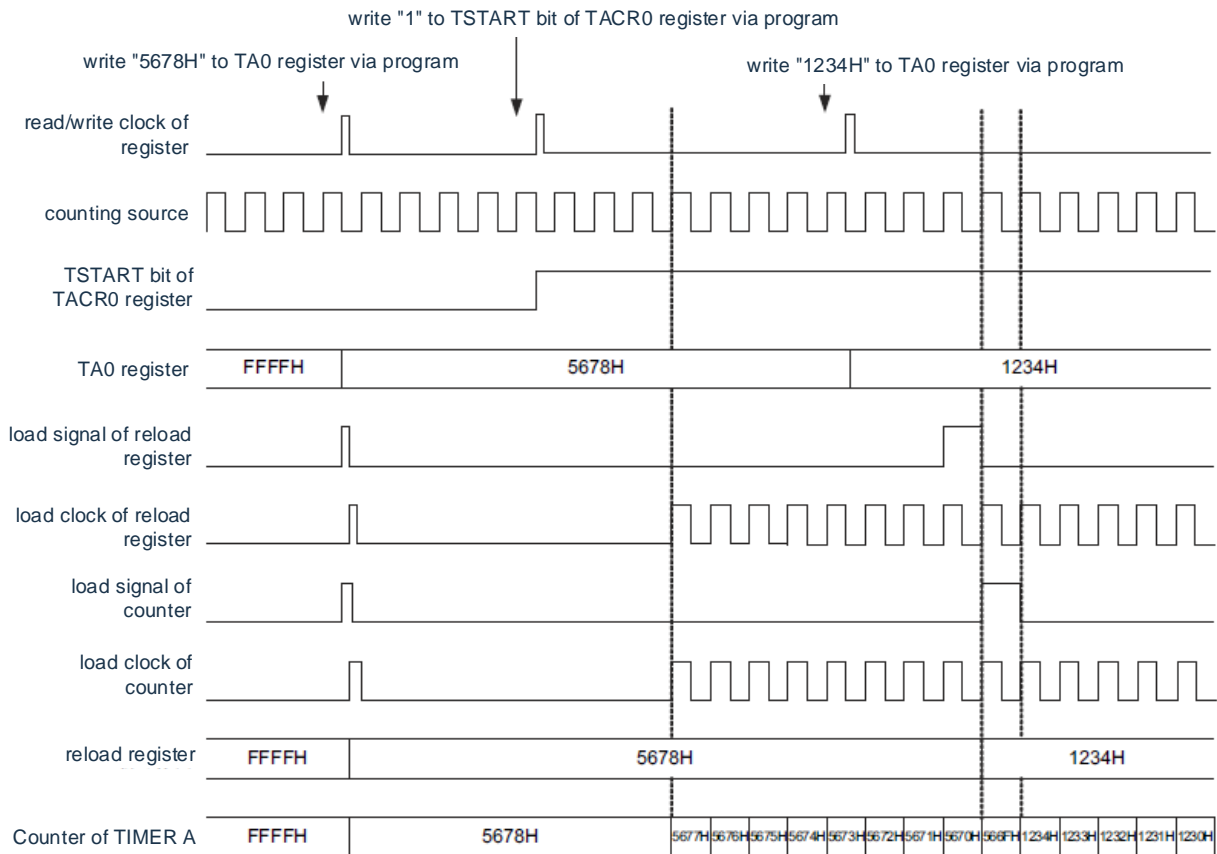 write "1" to TSTART bit of TACR0 register via program
write "5678H" to TA0 register via program
write "1234H" to TA0 register via program
read/write clock of
register
counting source
TSTART bit of
TACR0 register
TA0 register FFFFH 5678H 1234H
load signal of reload
register
load clock of reload
register
load signal of
counter
load clock of
counter
reload register FFFFH 5678H 1234H
Counter of TIMER A FFFFH 5678H 5677H 5676H 5675H 5674H 5673H 5672H 5671H 5670H 566FH 1234H 1233H 1232H 1231H 1230H